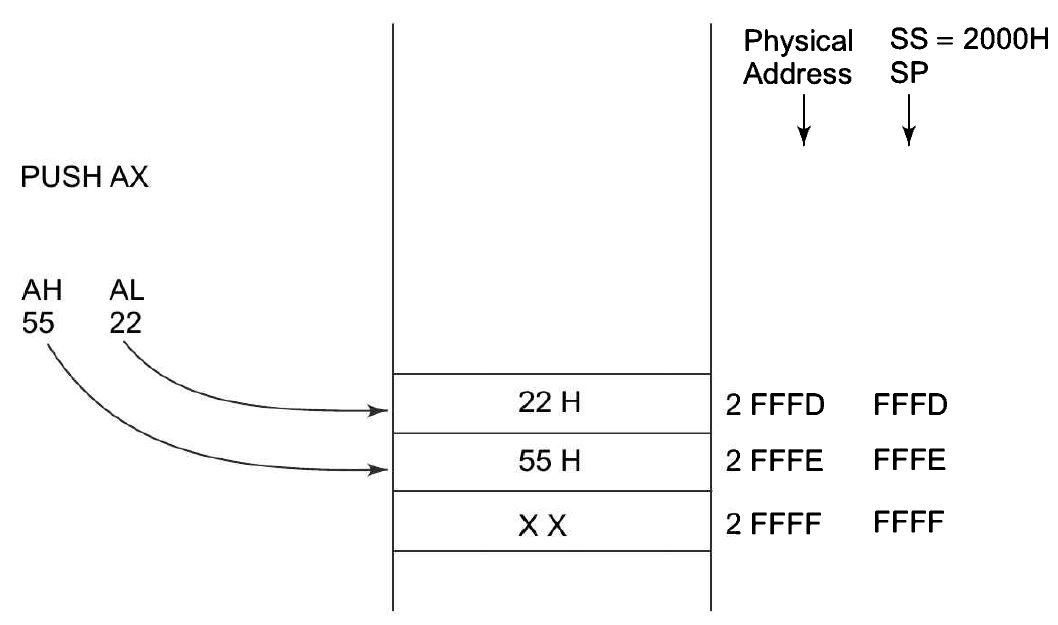 Physical Address
SS = 2000H
SP
PUSH AX
AH AL
55 22
22 H 2 FFFD FFFD
55 H 2 FFFE FFFE
X X 2 FFFF FFFF